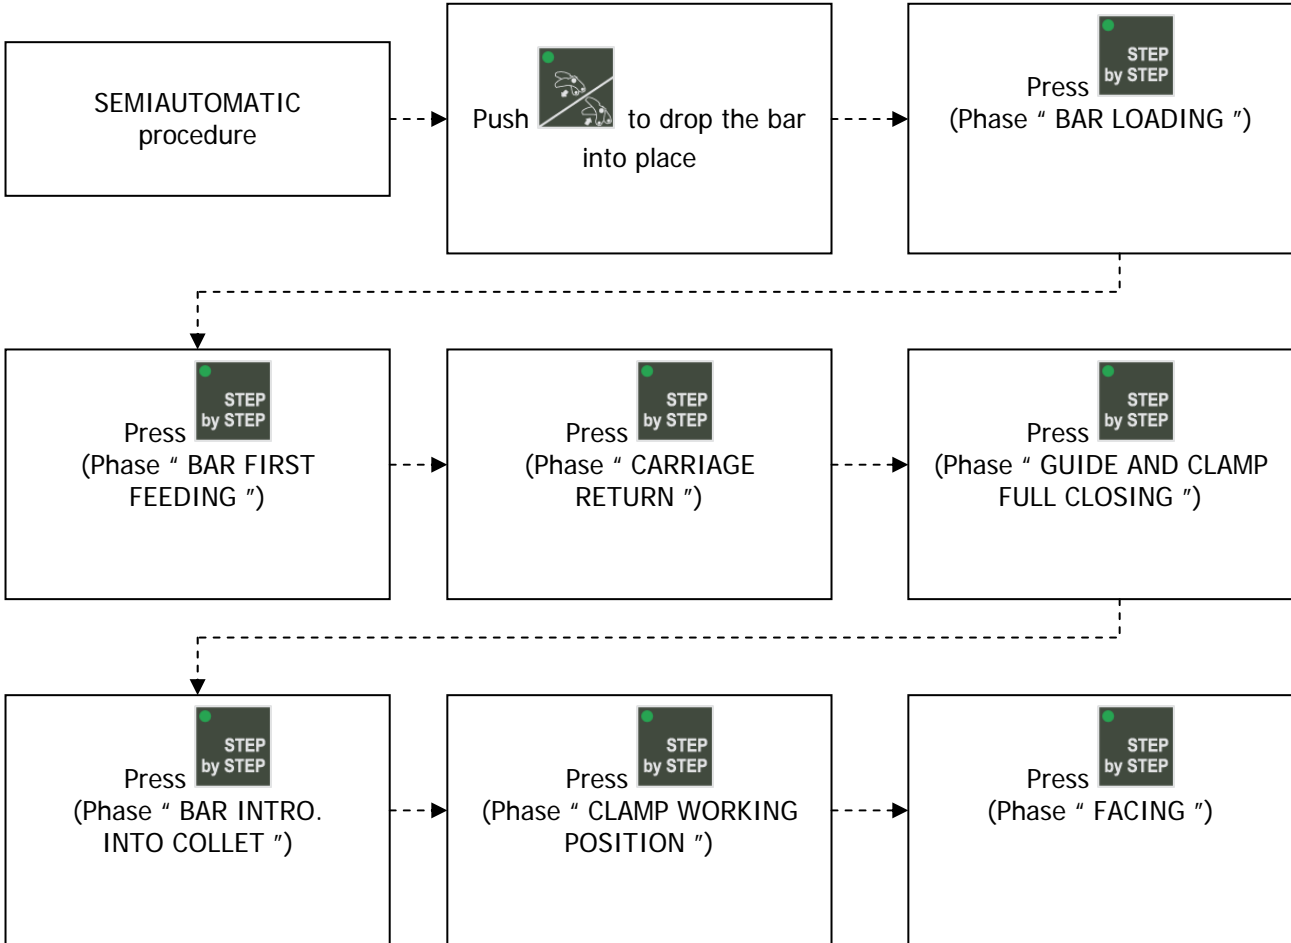 SEMIAUTOMATIC
procedure
Push to drop the bar
into place
STEP
by STEP
Press
(Phase “ BAR LOADING ”)
STEP
by STEP
Press
(Phase “ BAR FIRST
FEEDING ”)
STEP
by STEP
Press
(Phase “ CARRIAGE
RETURN ”)
STEP
by STEP
Press
(Phase “ GUIDE AND CLAMP
FULL CLOSING ”)
STEP
by STEP
Press
(Phase “ BAR INTRO.
INTO COLLET ”)
STEP
by STEP
Press
(Phase “ CLAMP WORKING
POSITION ”)
STEP
by STEP
Press
(Phase “ FACING ”)